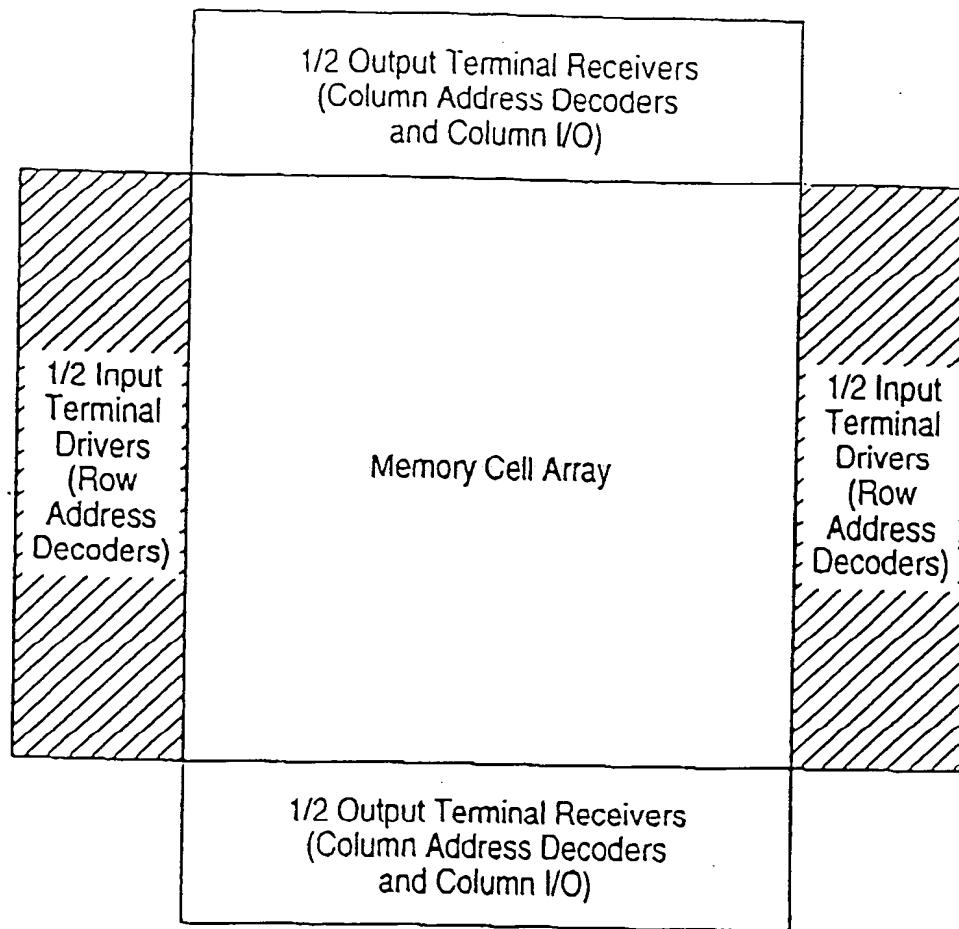 1/2 Output Terminal Receivers
(Column Address Decoders
and Column I/O)
1/2 Input
Terminal
Drivers
(Row
Address
Decoders)
Memory Cell Array
1/2 Input
Terminal
Drivers
(Row
Address
Decoders)
1/2 Output Terminal Receivers
(Column Address Decoders
and Column I/O)